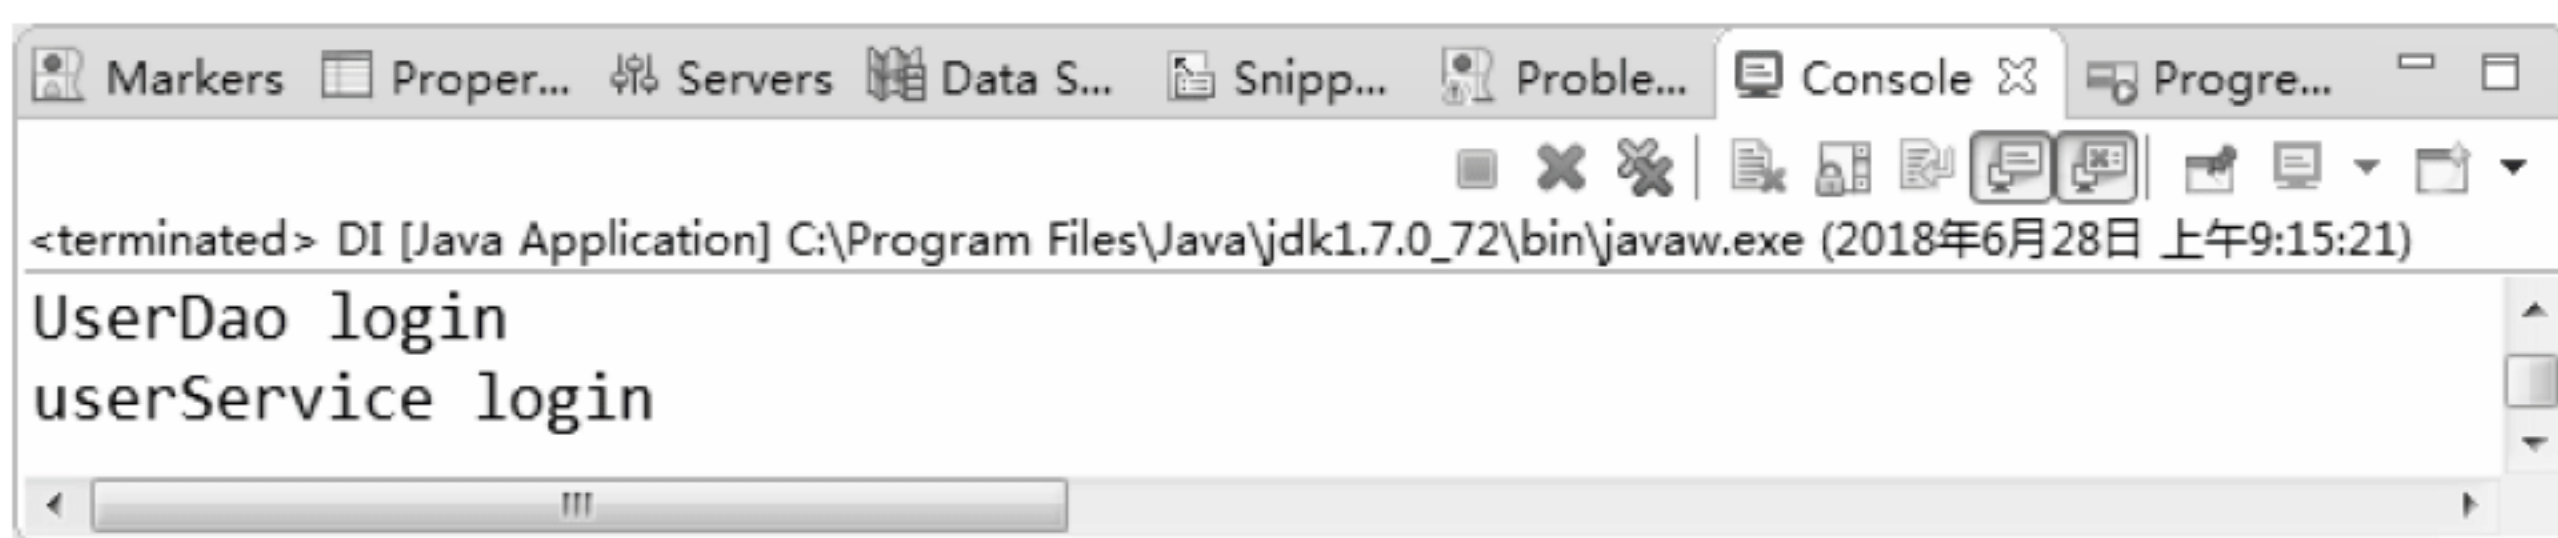 Markers Proper... Servers Data S... Snipp... Proble... Console Progre...
<terminated> DI [Java Application] C:\Program Files\Java\jdk1.7.0_72\bin\javaw.exe (2018年6月28日 上午9:15:21)
UserDao login
userService login